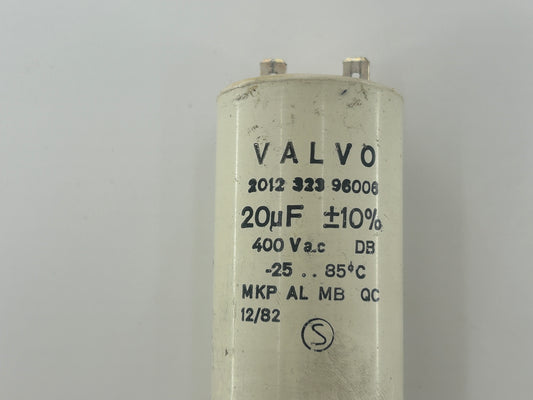 VALVO
2012 323 96006
20µF ±10%
400 Va.c DB
-25 .. 85°C
MKP AL MB QC
12/82
S